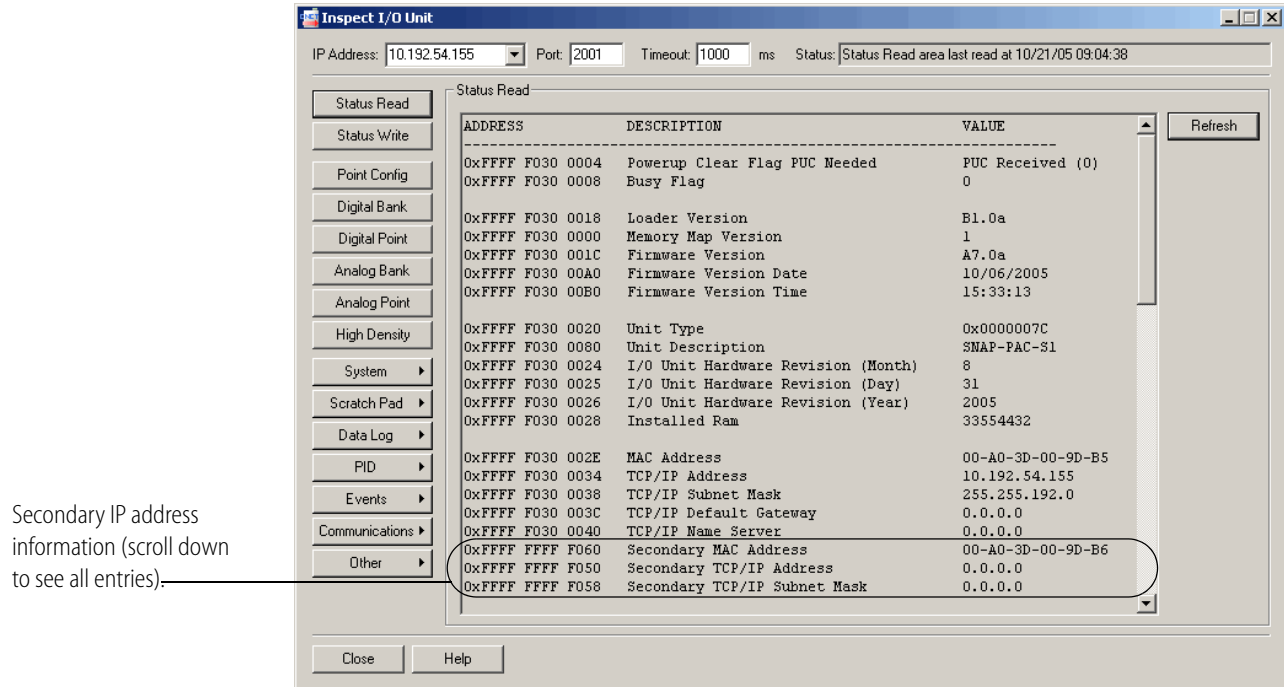 Inspect I/O Unit
IP Address: 10.192.54.155 Port: 2001 Timeout: 1000 ms Status: Status Read area last read at 10/21/05 09:04:38
Status Read
Status Write
Point Config
Digital Bank
Digital Point
Analog Bank
Analog Point
High Density
System
Scratch Pad
Data Log
PID
Events
Communications
Other
Status Read
ADDRESS DESCRIPTION VALUE
--------------------------------------------------------------------------
0xFFFF F030 0004 Powerup Clear Flag PUC Needed PUC Received (0)
0xFFFF F030 0008 Busy Flag 0
0xFFFF F030 0018 Loader Version B1.0a
0xFFFF F030 0000 Memory Map Version 1
0xFFFF F030 001C Firmware Version A7.0a
0xFFFF F030 00A0 Firmware Version Date 10/06/2005
0xFFFF F030 00B0 Firmware Version Time 15:33:13
0xFFFF F030 0020 Unit Type 0x0000007C
0xFFFF F030 0080 Unit Description SNAP-PAC-S1
0xFFFF F030 0024 I/O Unit Hardware Revision (Month) 8
0xFFFF F030 0025 I/O Unit Hardware Revision (Day) 31
0xFFFF F030 0026 I/O Unit Hardware Revision (Year) 2005
0xFFFF F030 0028 Installed Ram 33554432
0xFFFF F030 002E MAC Address 00-A0-3D-00-9D-B5
0xFFFF F030 0034 TCP/IP Address 10.192.54.155
0xFFFF F030 0038 TCP/IP Subnet Mask 255.255.192.0
0xFFFF F030 003C TCP/IP Default Gateway 0.0.0.0
0xFFFF F030 0040 TCP/IP Name Server 0.0.0.0
0xFFFF FFFF F060 Secondary MAC Address 00-A0-3D-00-9D-B6
0xFFFF FFFF F050 Secondary TCP/IP Address 0.0.0.0
0xFFFF FFFF F058 Secondary TCP/IP Subnet Mask 0.0.0.0
Refresh
Secondary IP address
information (scroll down
to see all entries).
Close Help